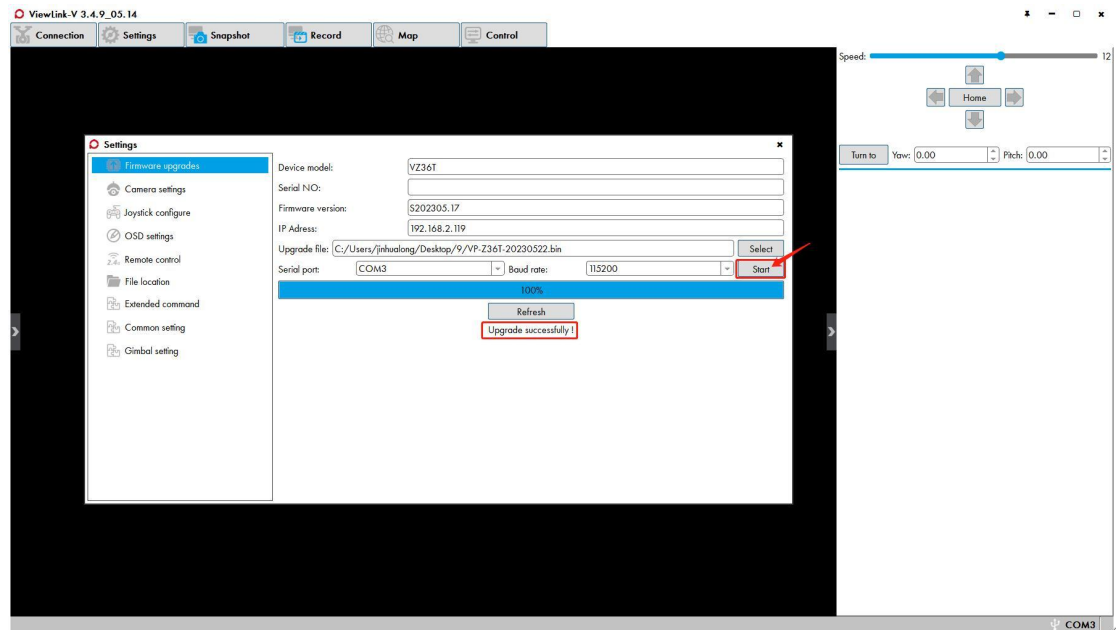 ViewLink-V 3.4.9_05.14
Connection Settings Snapshot Record Map Control
Speed: 12
Home
Turn to Yaw: 0.00 Pitch: 0.00
Settings
Firmware upgrades
Camera settings
Joystick configure
OSD settings
Remote control
File location
Extended command
Common setting
Gimbal setting
Device model: VZ36T
Serial NO:
Firmware version: S202305.17
IP Adress: 192.168.2.119
Upgrade file: C:/Users/jinhualong/Desktop/9/VP-Z36T-20230522.bin Select
Serial port: COM3 Baud rate: 115200 Start
100%
Refresh
Upgrade successfully !
COM3